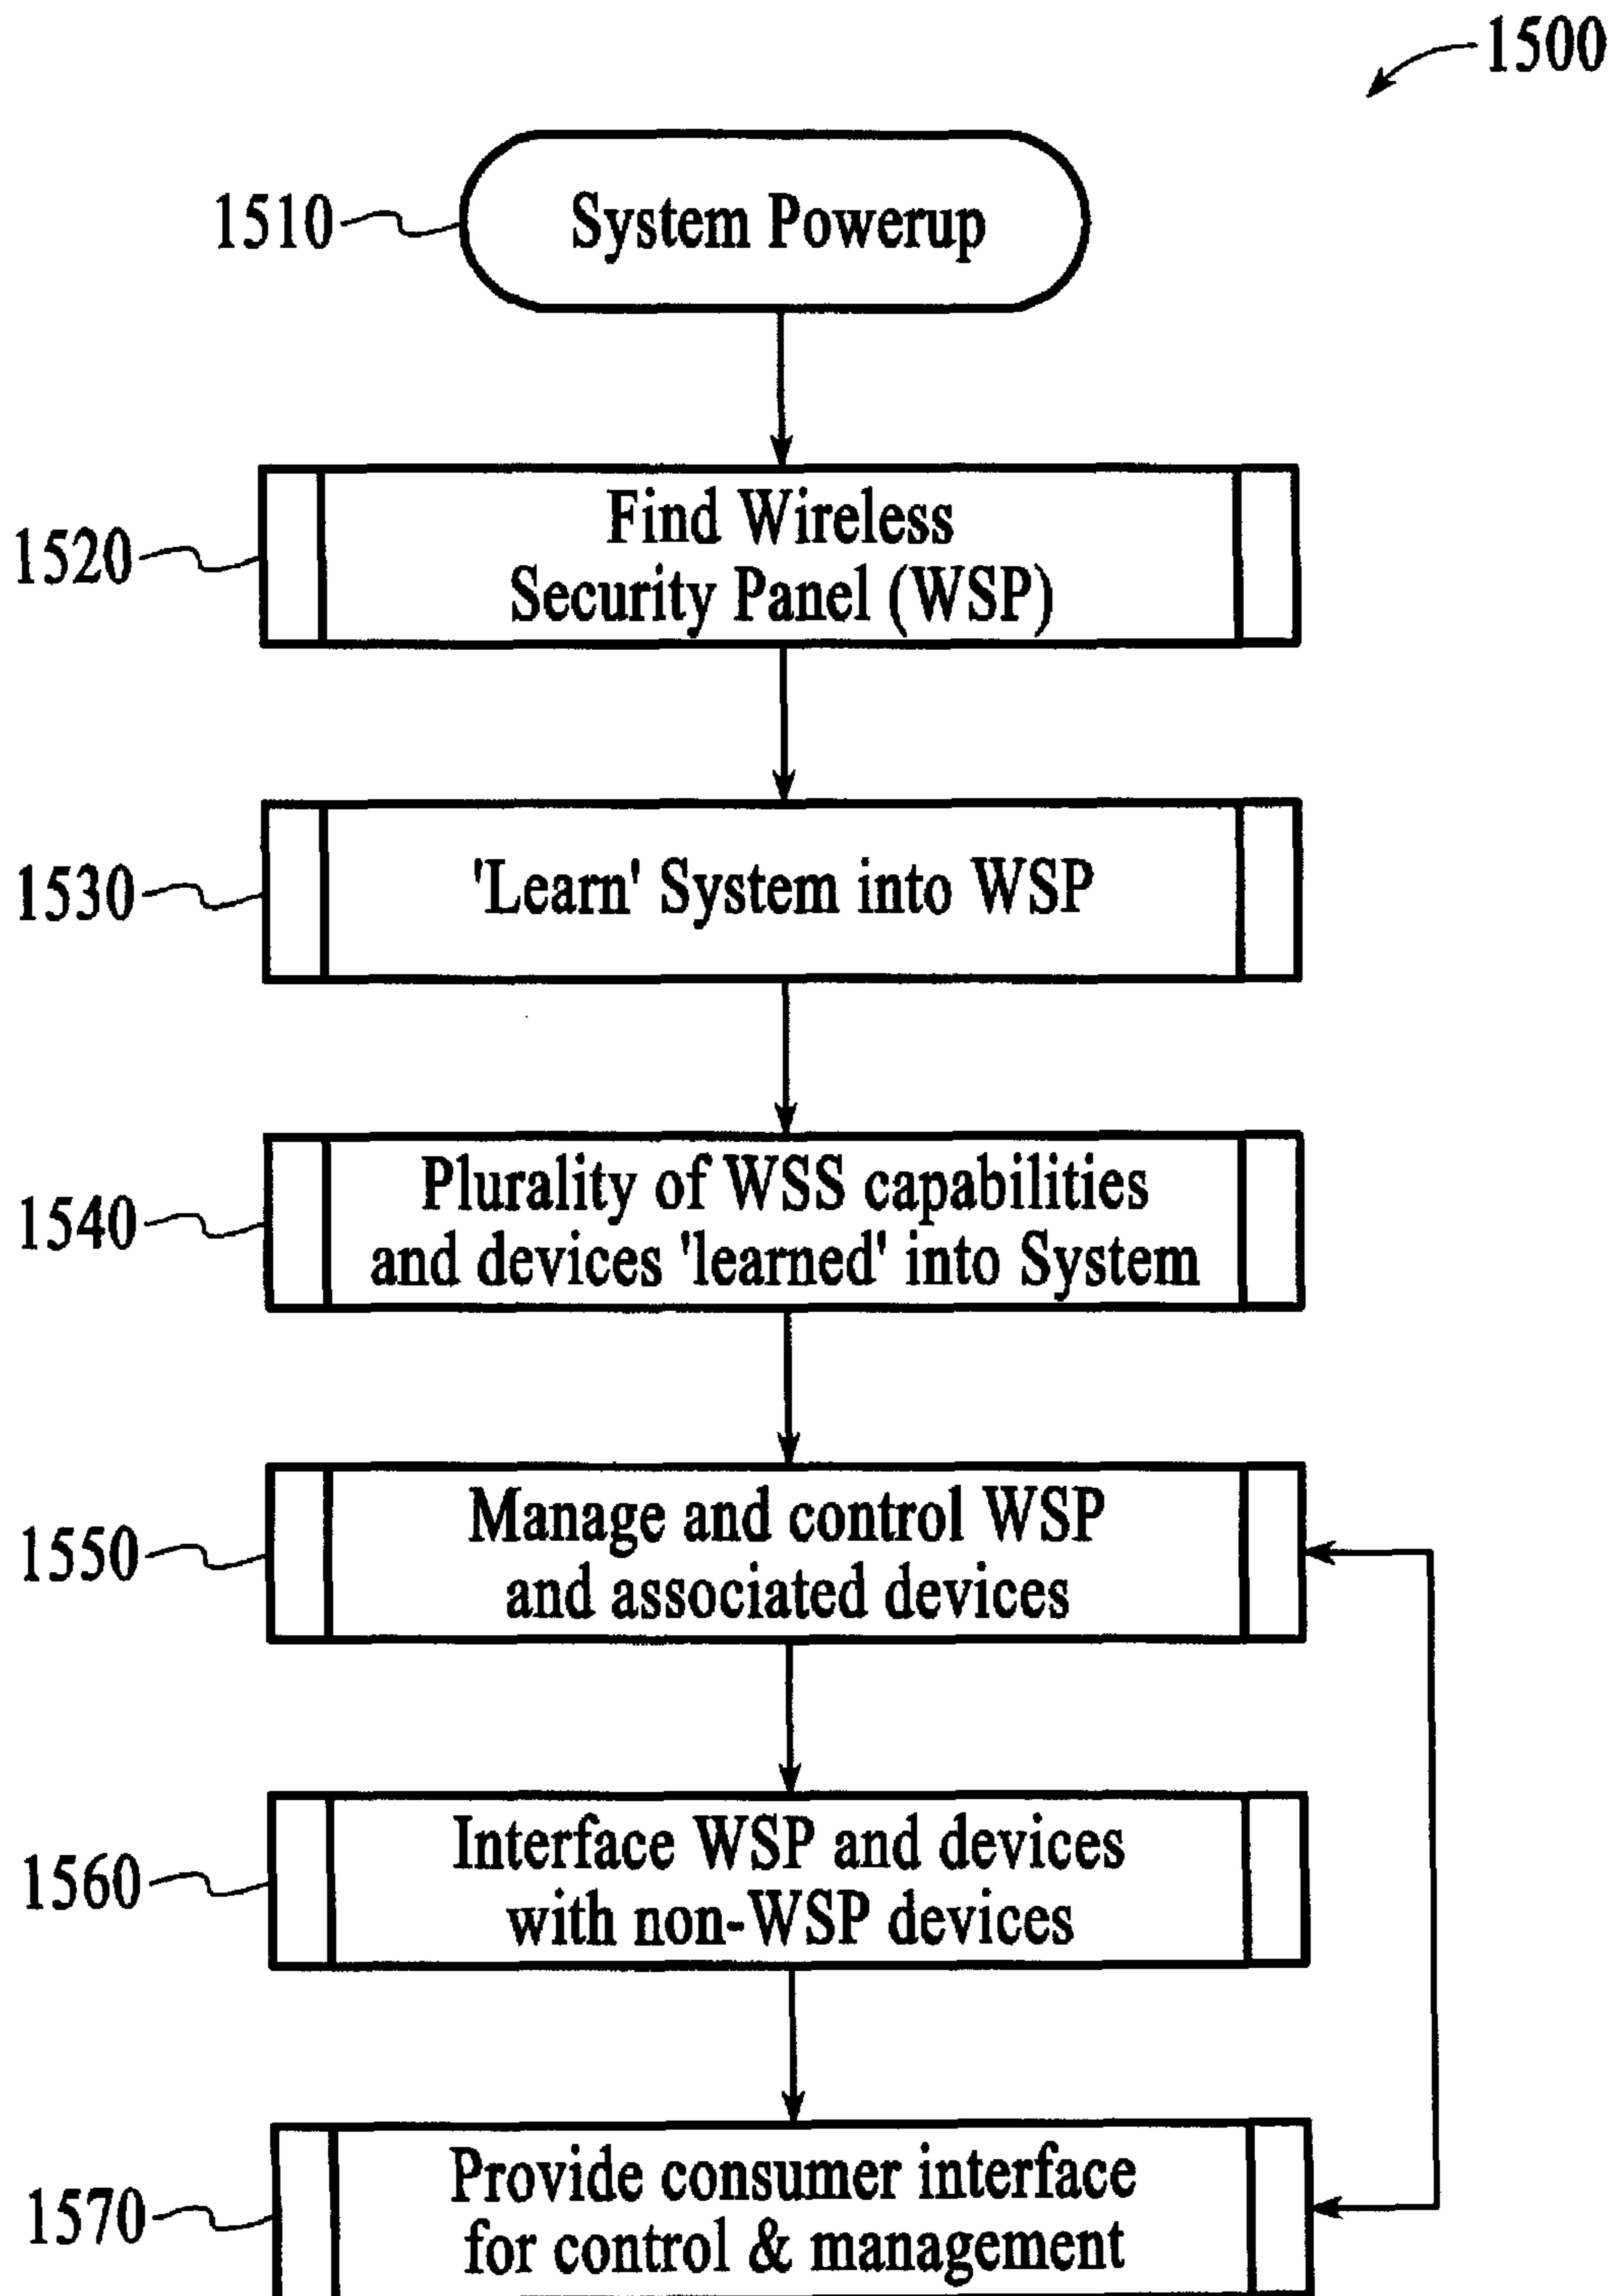 1500
1510
System Powerup
1520
Find Wireless
Security Panel (WSP)
1530
'Learn' System into WSP
1540
Plurality of WSS capabilities
and devices 'learned' into System
1550
Manage and control WSP
and associated devices
1560
Interface WSP and devices
with non-WSP devices
1570
Provide consumer interface
for control & management